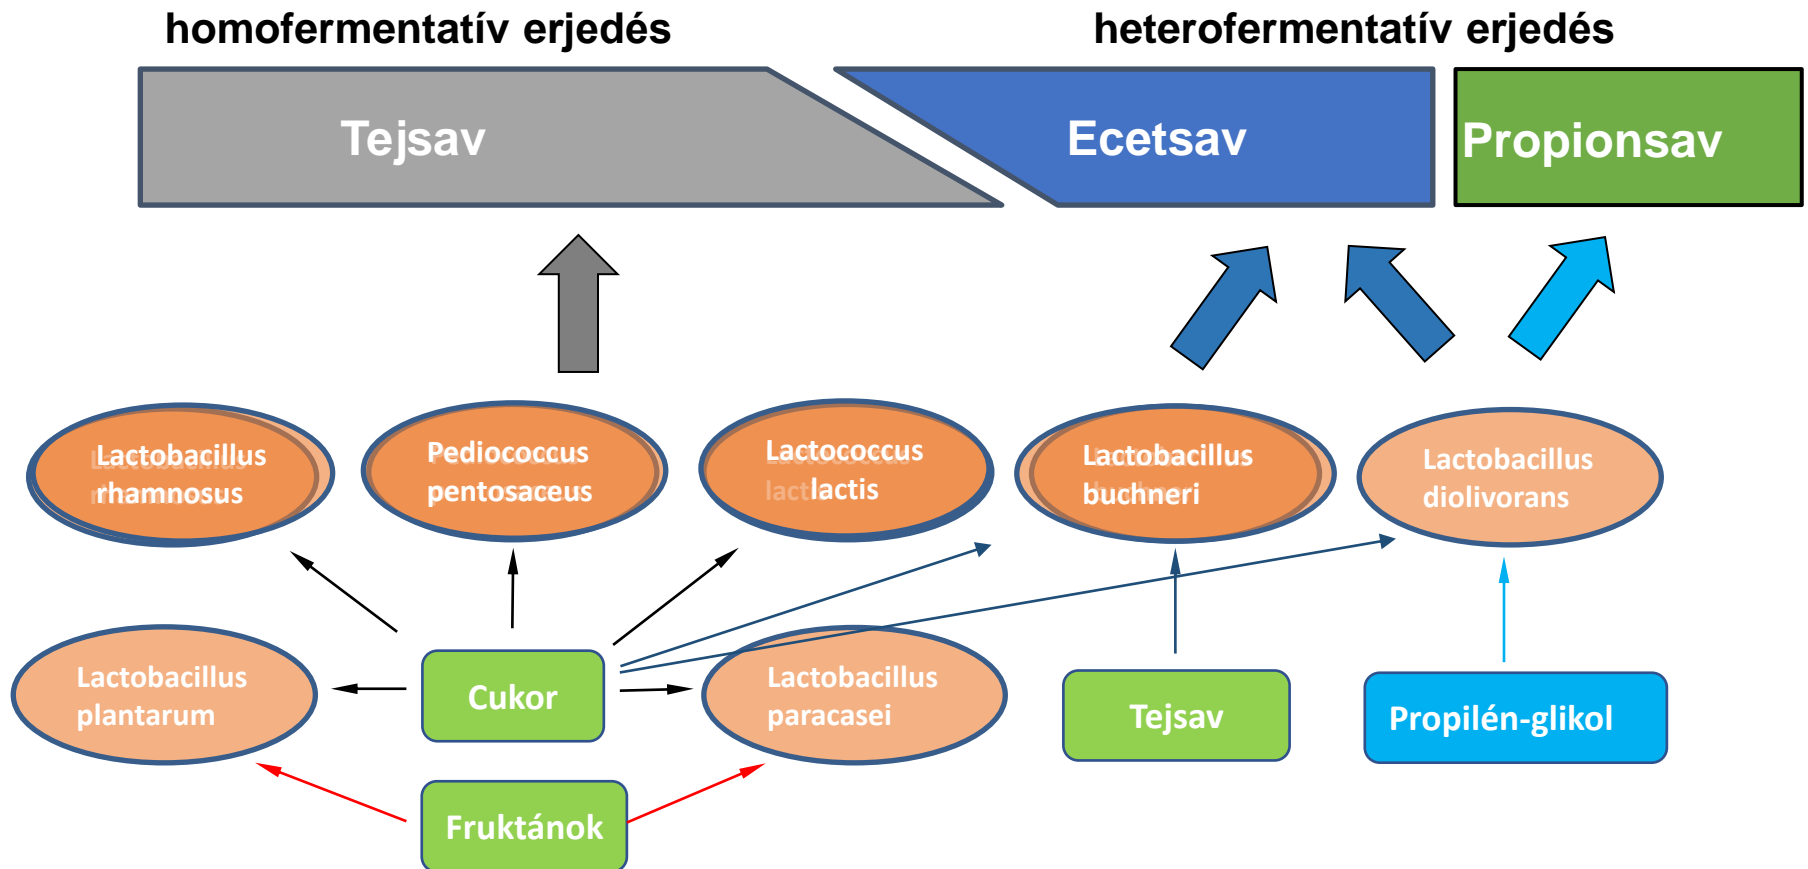 homofermentatív erjedés
heterofermentatív erjedés
Tejsav
Ecetsav
Propionsav
Lactobacillus
rhamnosus
Pediococcus
pentosaceus
Lactococcus
lactis
Lactobacillus
buchneri
Lactobacillus
diolivorans
Lactobacillus
plantarum
Cukor
Lactobacillus
paracasei
Tejsav
Propilén-glikol
Fruktánok